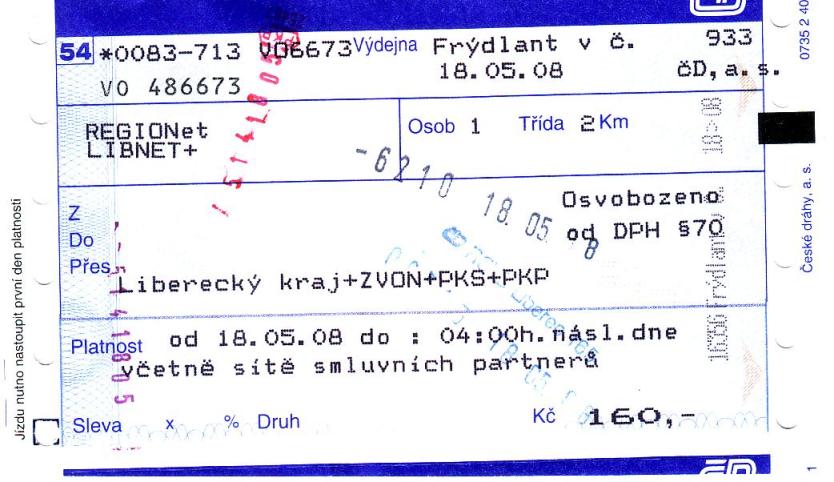 54 *0083-713 VO6673 Výdejna Frýdlant v č. 933
VO 486673 18.05.08 čD, a.s.
REGIONet
LIBNET+
Osob 1 Třída 2 Km
-6210 18.05. 8
Osvobozeno
od DPH §70
Z
Do
Přes
Liberecký kraj+ZVON+PKS+PKP
Platnost od 18.05.08 do : 04:00h.násl.dne
včetně sítě smluvních partnerů
Sleva x % Druh Kč 160,-
Jízdu nutno nastoupit první den platnosti
0735 2 40
České dráhy, a. s.
1